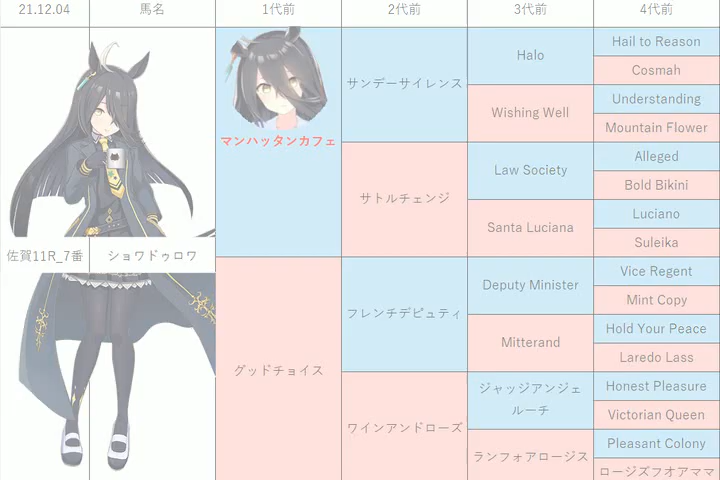 21.12.04
馬名
1代前
2代前
3代前
4代前
佐賀11R_7番
ショワドゥロワ
マンハッタンカフェ
グッドチョイス
サンデーサイレンス
サトルチェンジ
フレンチデピュティ
ワインアンドローズ
Halo
Wishing Well
Law Society
Santa Luciana
Deputy Minister
Mitterand
ジャッジアンジェ
ルーチ
ランフォアロージス
Hail to Reason
Cosmah
Understanding
Mountain Flower
Alleged
Bold Bikini
Luciano
Suleika
Vice Regent
Mint Copy
Hold Your Peace
Laredo Lass
Honest Pleasure
Victorian Queen
Pleasant Colony
ロージズフオアママ